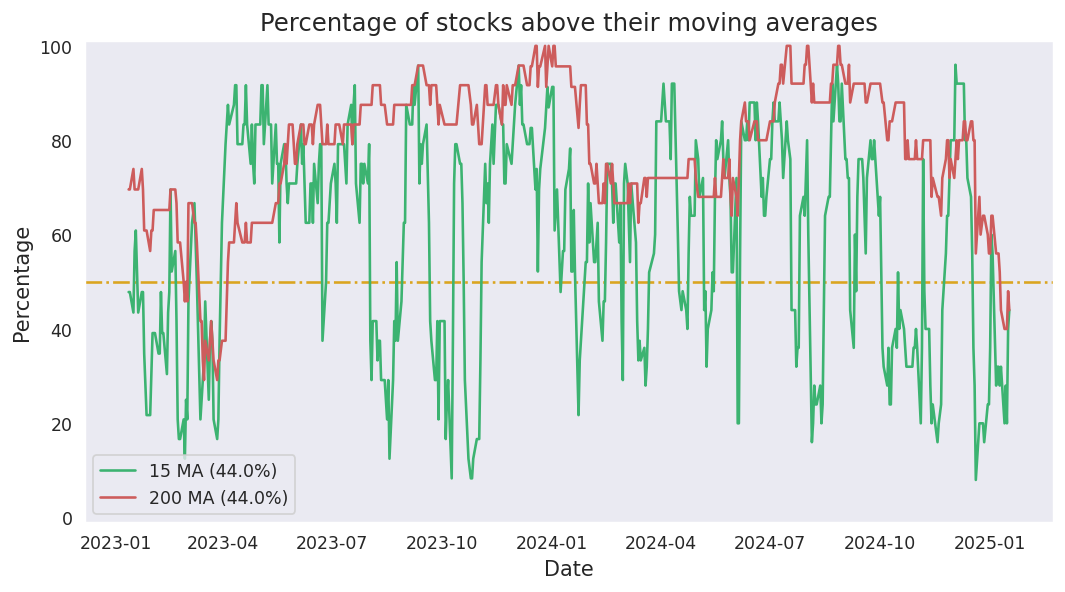 Percentage of stocks above their moving averages
Percentage
100
80
60
40
20
0
15 MA (44.0%)
200 MA (44.0%)
2023-01 2023-04 2023-07 2023-10 2024-01 2024-04 2024-07 2024-10 2025-01
Date